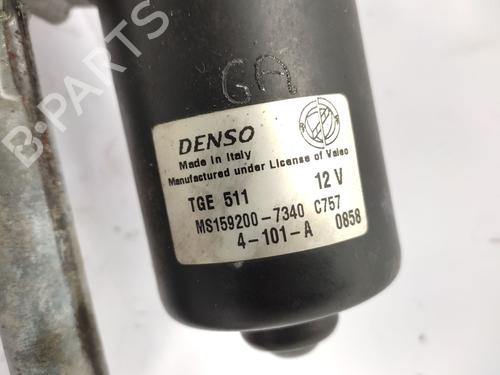 GA
DENSO
Made in Italy
Manufactured under License of Valeo
TGE 511 12 V
MS159200-7340 C757
4-101-A 0858
B-PARTS